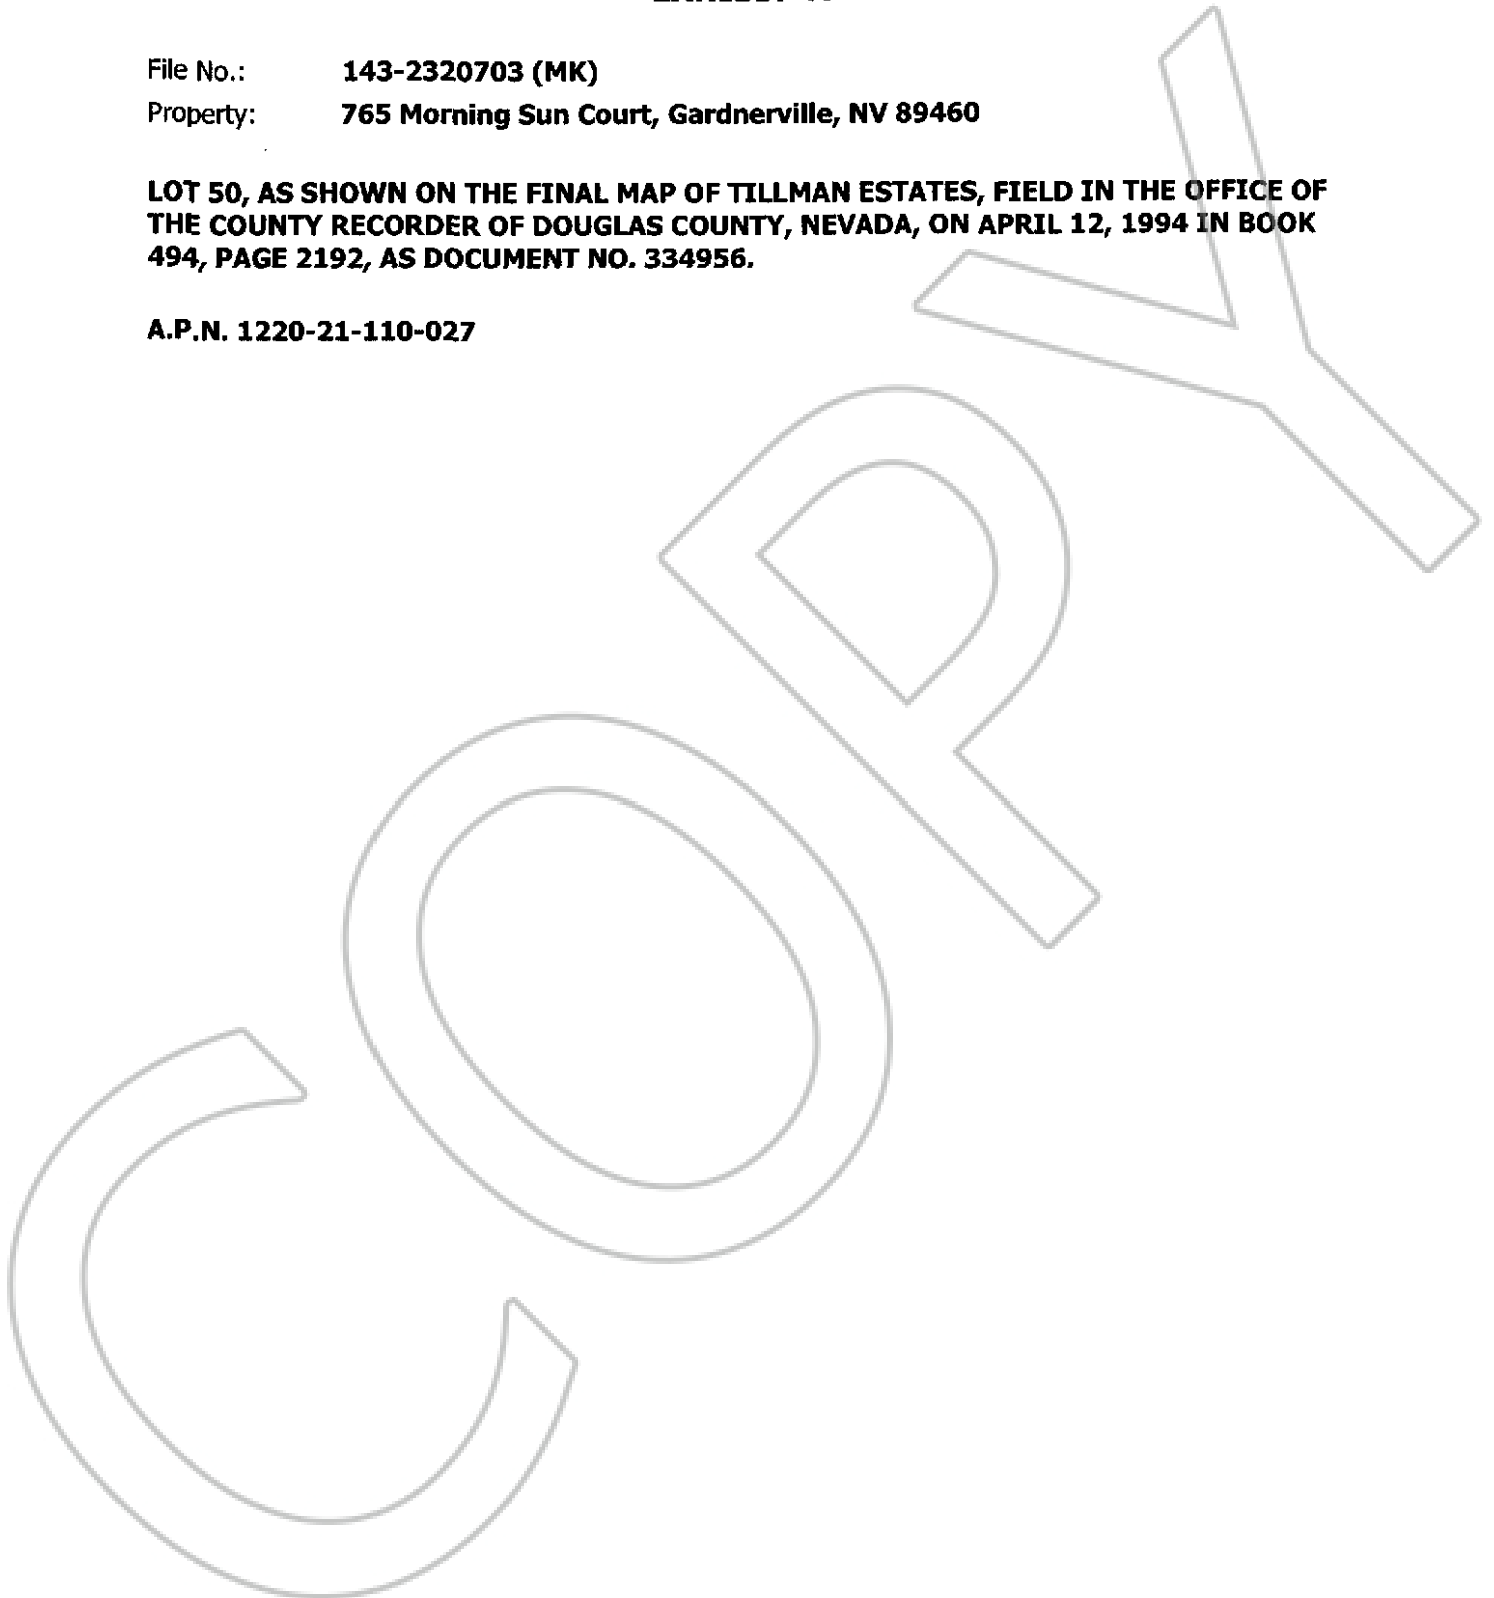 File No.: 143-2320703 (MK)
Property: 765 Morning Sun Court, Gardnerville, NV 89460
LOT 50, AS SHOWN ON THE FINAL MAP OF TILLMAN ESTATES, FIELD IN THE OFFICE OF
THE COUNTY RECORDER OF DOUGLAS COUNTY, NEVADA, ON APRIL 12, 1994 IN BOOK
494, PAGE 2192, AS DOCUMENT NO. 334956.
A.P.N. 1220-21-110-027
COPY